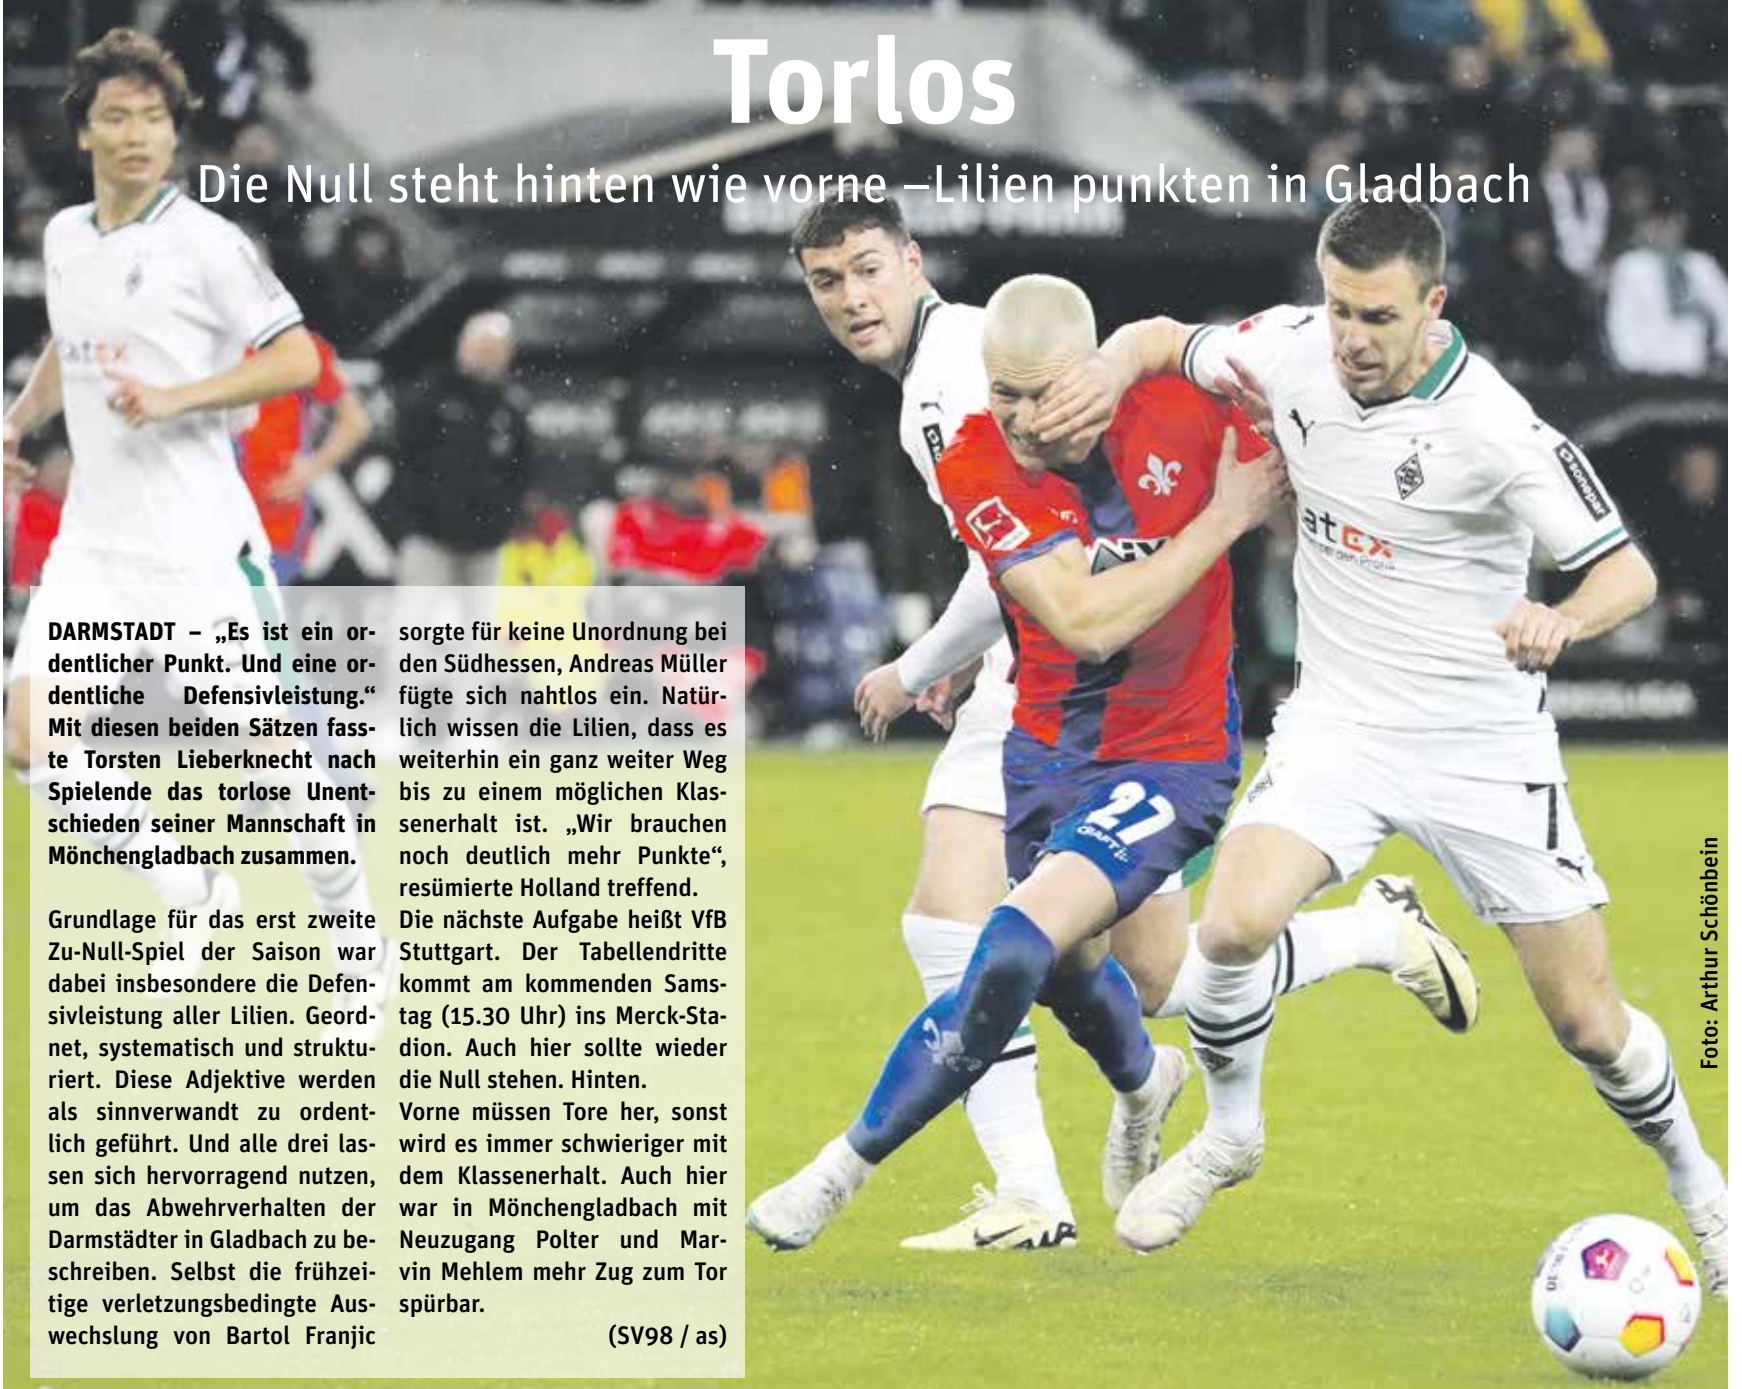 Torlos
Die Null steht hinten wie vorne –Lilien punkten in Gladbach
DARMSTADT – „Es ist ein or-
dentlicher Punkt. Und eine or-
dentliche Defensivleistung.“
Mit diesen beiden Sätzen fass-
te Torsten Lieberknecht nach
Spielende das torlose Unent-
schieden seiner Mannschaft in
Mönchengladbach zusammen.
Grundlage für das erst zweite
Zu-Null-Spiel der Saison war
dabei insbesondere die Defen-
sivleistung aller Lilien. Geord-
net, systematisch und struktu-
riert. Diese Adjektive werden
als sinnverwandt zu ordent-
lich geführt. Und alle drei las-
sen sich hervorragend nutzen,
um das Abwehrverhalten der
Darmstädter in Gladbach zu be-
schreiben. Selbst die frühzei-
tige verletzungsbedingte Aus-
wechslung von Bartol Franjic
sorgte für keine Unordnung bei
den Südhessen, Andreas Müller
fügte sich nahtlos ein. Natür-
lich wissen die Lilien, dass es
weiterhin ein ganz weiter Weg
bis zu einem möglichen Klas-
senerhalt ist. „Wir brauchen
noch deutlich mehr Punkte“,
resümierte Holland treffend.
Die nächste Aufgabe heißt VfB
Stuttgart. Der Tabellendritte
kommt am kommenden Sams-
tag (15.30 Uhr) ins Merck-Sta-
dion. Auch hier sollte wieder
die Null stehen. Hinten.
Vorne müssen Tore her, sonst
wird es immer schwieriger mit
dem Klassenerhalt. Auch hier
war in Mönchengladbach mit
Neuzugang Polter und Mar-
vin Mehlem mehr Zug zum Tor
spürbar.
(SV98 / as)
Foto: Arthur Schönbein
sonepar
atex
27
CRAFT
7